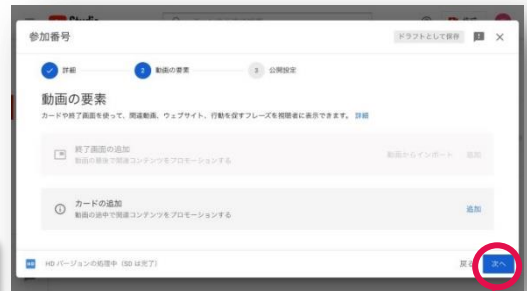 Studio
参加番号
ドラフトとして保存
詳細
2 動画の要素
3 公開設定
動画の要素
カードや終了画面を使って、関連動画、ウェブサイト、行動を促すフレーズを視聴者に表示できます。 詳細
終了画面の追加
動画の最後で関連コンテンツをプロモーションする
動画からインポート 追加
カードの追加
動画の途中で関連コンテンツをプロモーションする
追加
HD バージョンの処理中（SD は完了）
戻る 次へ